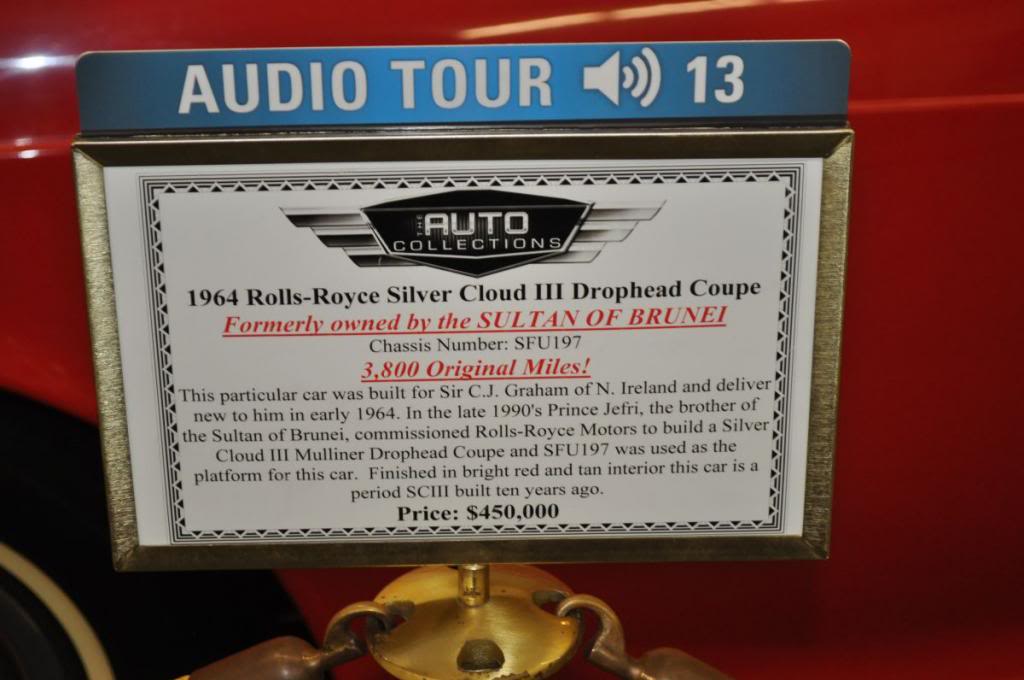 AUDIO TOUR 13
THE AUTO
COLLECTIONS
1964 Rolls-Royce Silver Cloud III Drophead Coupe
Formerly owned by the SULTAN OF BRUNEI
Chassis Number: SFU197
3,800 Original Miles!
This particular car was built for Sir C.J. Graham of N. Ireland and deliver
new to him in early 1964. In the late 1990's Prince Jefri, the brother of
the Sultan of Brunei, commissioned Rolls-Royce Motors to build a Silver
Cloud III Mulliner Drophead Coupe and SFU197 was used as the
platform for this car. Finished in bright red and tan interior this car is a
period SCIII built ten years ago.
Price: $450,000